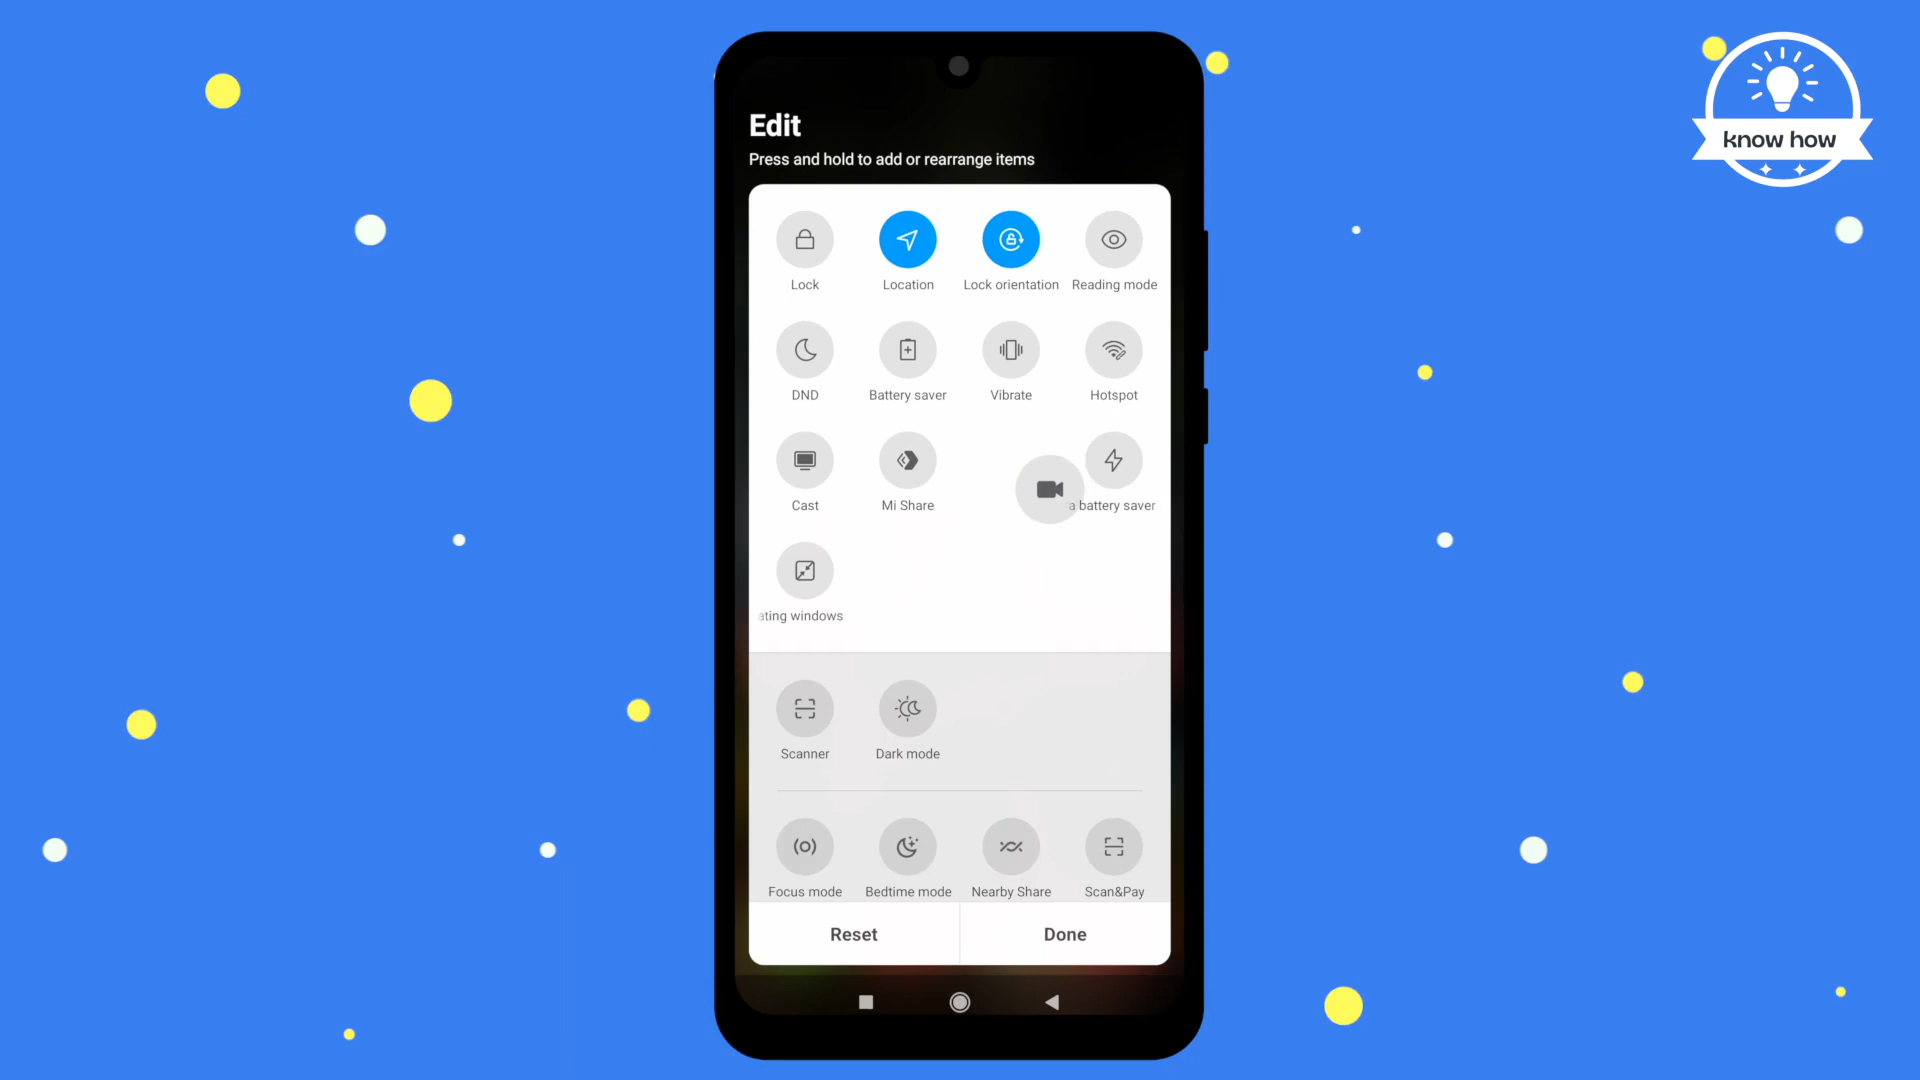 know how
Edit
Press and hold to add or rearrange items
Lock
Location
Lock orientation
Reading mode
DND
Battery saver
Vibrate
Hotspot
Cast
Mi Share
a battery saver
ating windows
Scanner
Dark mode
Focus mode
Bedtime mode
Nearby Share
Scan&Pay
Reset
Done